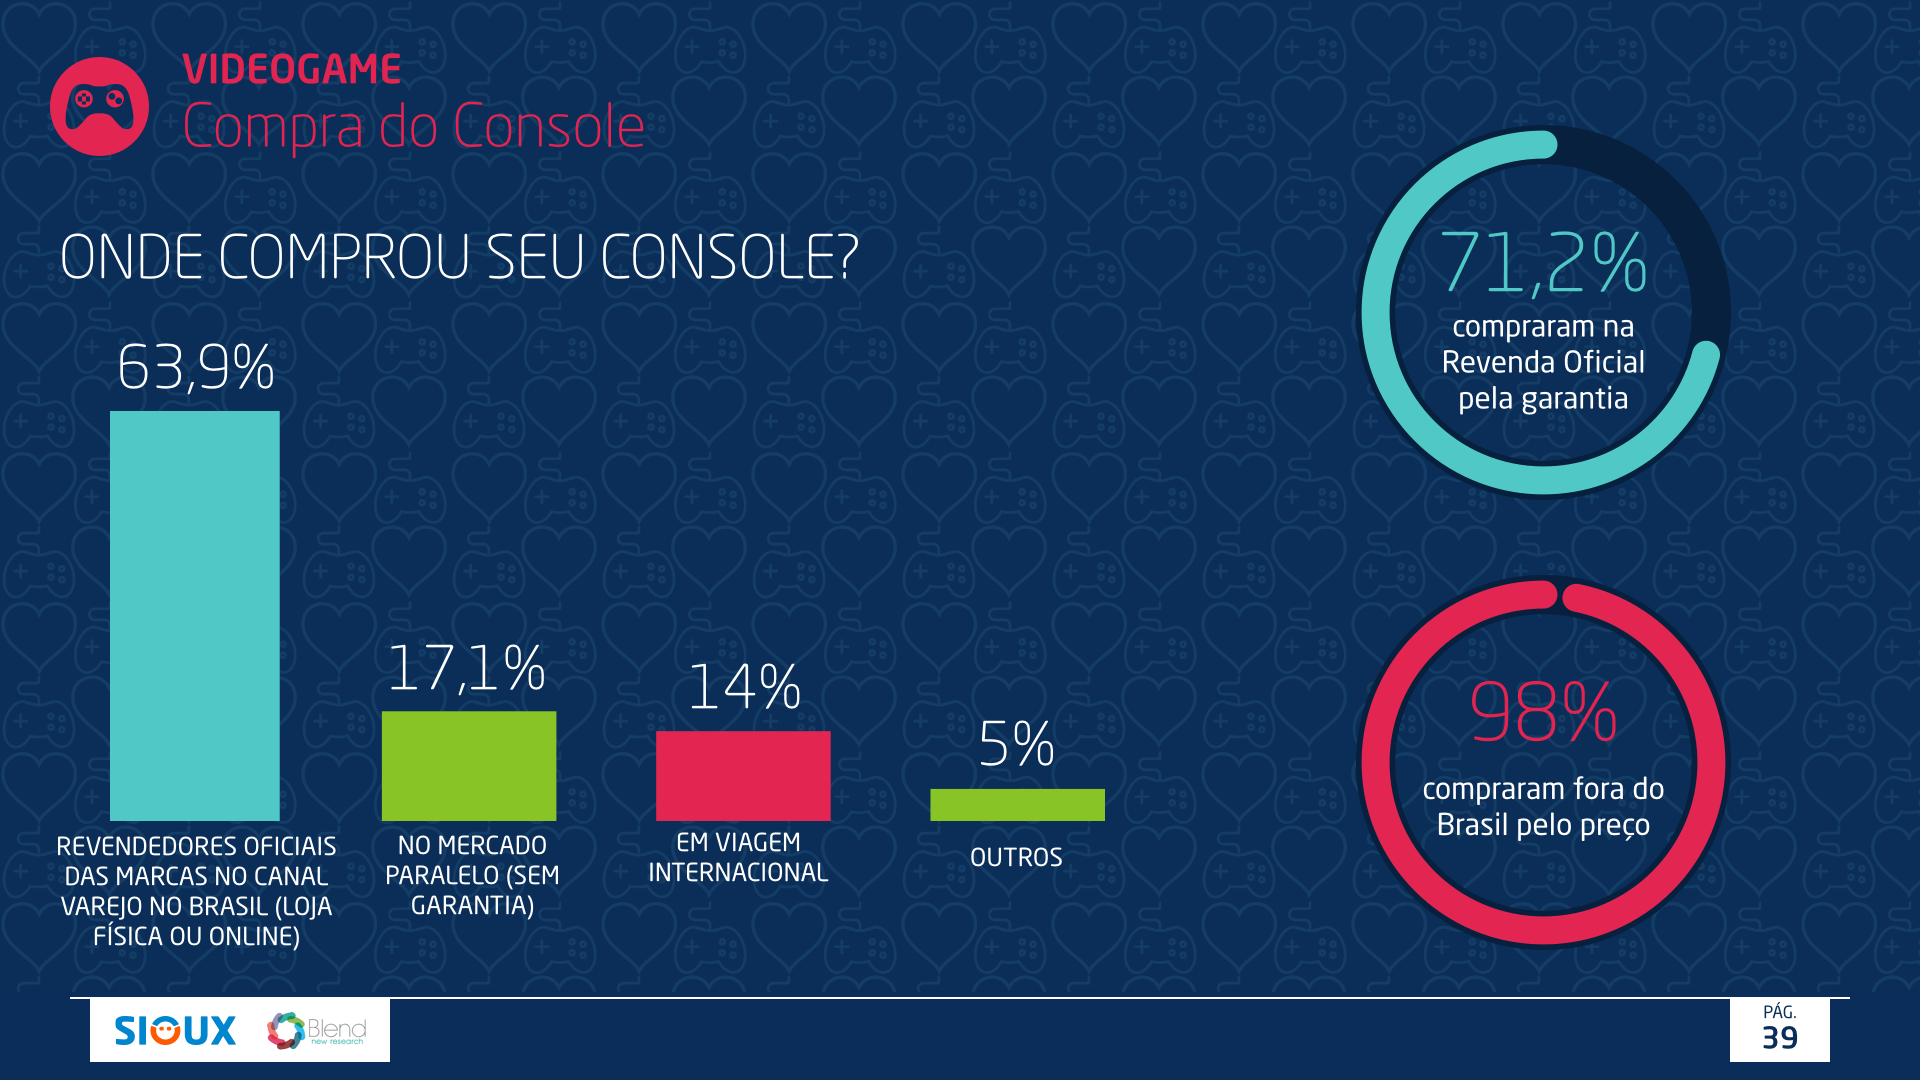 VIDEOGAME
Compra do Console
ONDE COMPROU SEU CONSOLE?
63,9%
REVENDEDORES OFICIAIS
DAS MARCAS NO CANAL
VAREJO NO BRASIL (LOJA
FÍSICA OU ONLINE)
17,1%
NO MERCADO
PARALELO (SEM
GARANTIA)
14%
EM VIAGEM
INTERNACIONAL
5%
OUTROS
71,2%
compraram na
Revenda Oficial
pela garantia
98%
compraram fora do
Brasil pelo preço
SIOUX
Blend
new research
PÁG.
39